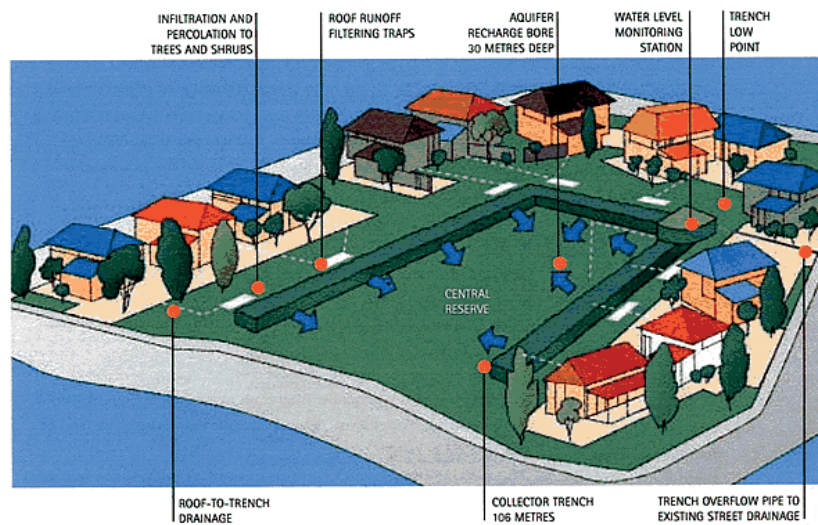 INFILTRATION AND
PERCOLATION TO
TREES AND SHRUBS
ROOF RUNOFF
FILTERING TRAPS
AQUIFER
RECHARGE BORE
30 METRES DEEP
WATER LEVEL
MONITORING
STATION
TRENCH
LOW
POINT
CENTRAL
RESERVE
ROOF-TO-TRENCH
DRAINAGE
COLLECTOR TRENCH
106 METRES
TRENCH OVERFLOW PIPE TO
EXISTING STREET DRAINAGE